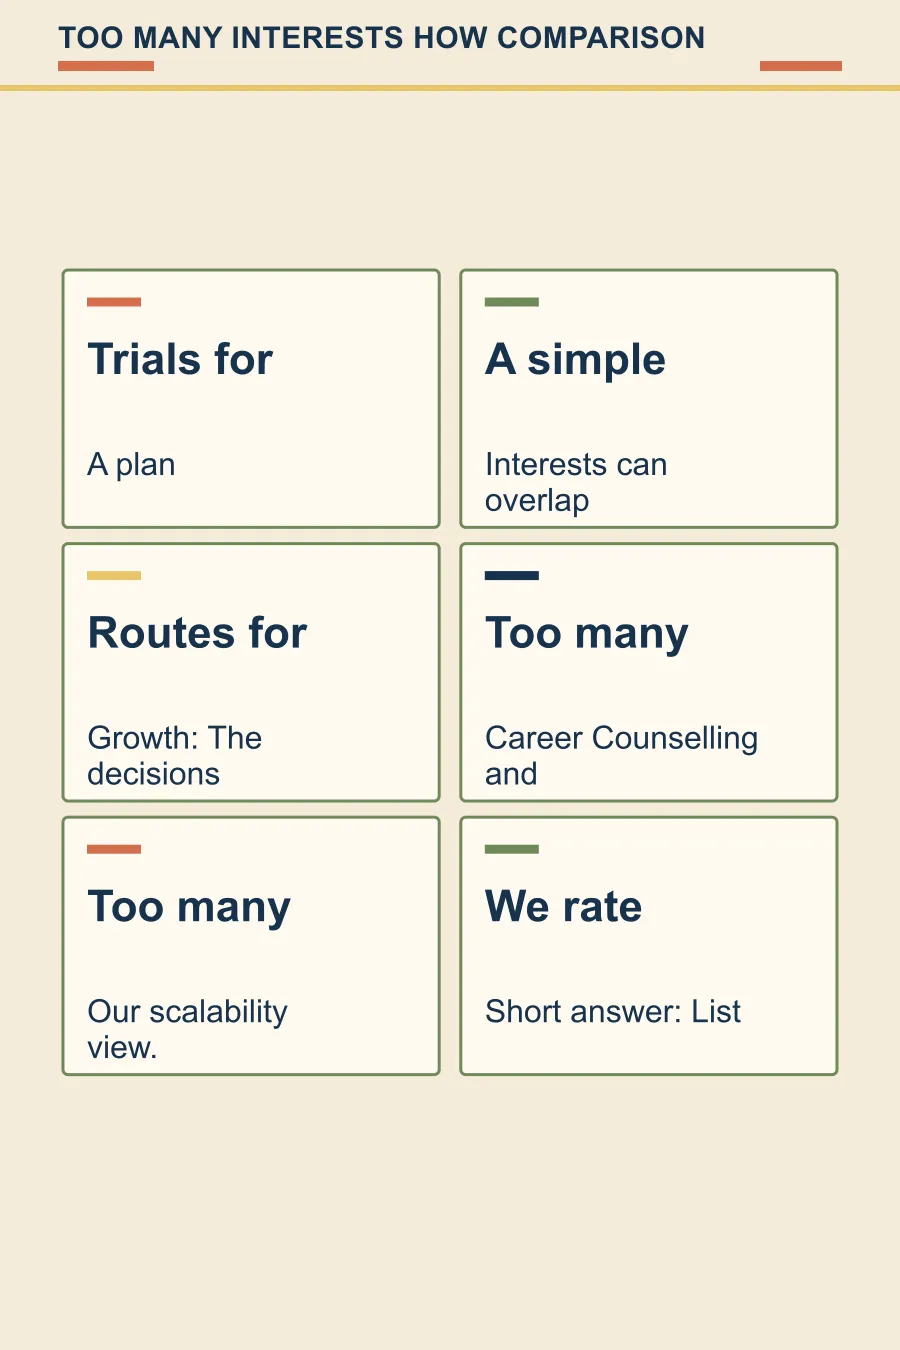 TOO MANY INTERESTS HOW COMPARISON
Trials for
A plan
A simple
Interests can
overlap
Routes for
Growth: The
decisions
Too many
Career Counselling
and
Too many
Our scalability
view.
We rate
Short answer: List